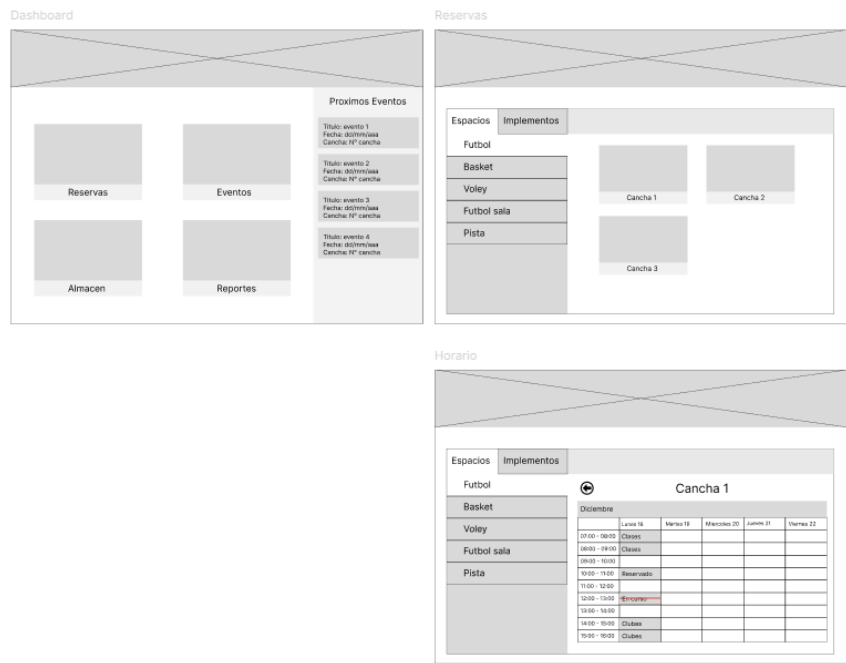 Dashboard
Proximos Eventos
Titulo: evento 1
Fecha: dd/mm/aaa
Cancha: N° cancha
Titulo: evento 2
Fecha: dd/mm/aaa
Cancha: N° cancha
Titulo: evento 3
Fecha: dd/mm/aaa
Cancha: N° cancha
Titulo: evento 4
Fecha: dd/mm/aaa
Cancha: N° cancha
Reservas
Eventos
Almacen
Reportes
Reservas
Espacios Implementos
Futbol
Basket
Voley
Futbol sala
Pista
Cancha 1
Cancha 2
Cancha 3
Horario
Espacios Implementos
Futbol
Basket
Voley
Futbol sala
Pista
Cancha 1
Diciembre
Martes 19 Miercoles 20 Jueves 21 Viernes 22
07:00 - 08:00 Clases
08:00 - 09:00 Clases
09:00 - 10:00
10:00 - 11:00 Reservado
11:00 - 12:00
12:00 - 13:00 En curso
13:00 - 14:00
14:00 - 15:00 Clubes
15:00 - 16:00 Clubes